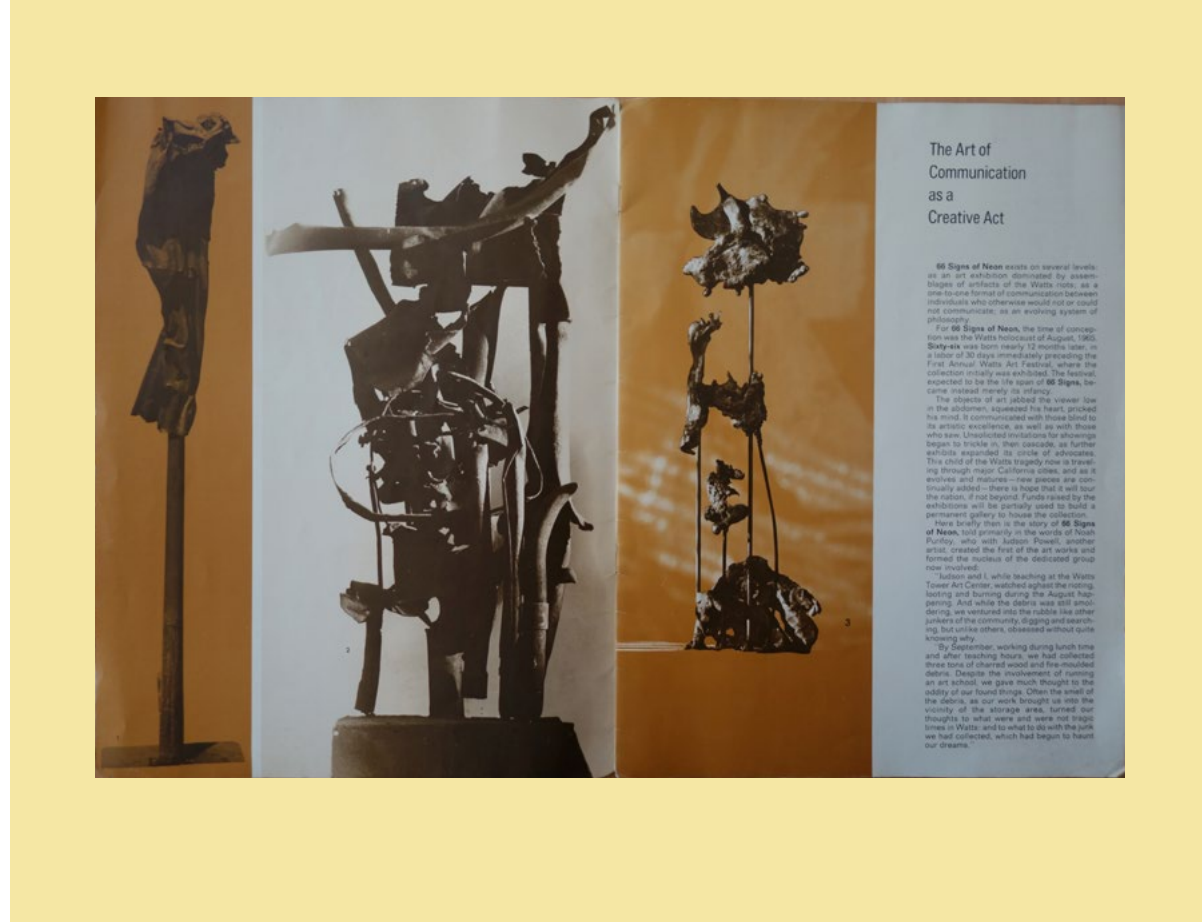 The Art of
Communication
as a
Creative Act
66 Signs of Neon exists on several levels:
as an art exhibition dominated by assem-
blages of artifacts of the Watts riots; as a
one-to-one format of communication between
individuals who otherwise would not or could
not communicate; as an evolving system of
philosophy.
For 66 Signs of Neon, the time of concep-
tion was the Watts holocaust of August, 1965.
Sixty-six was born nearly 12 months later, in
a labor of 30 days immediately preceding the
First Annual Watts Art Festival, where the
collection initially was exhibited. The festival,
expected to be the life span of 66 Signs, be-
came instead merely its infancy.
The objects of art jabbed the viewer low
in the abdomen, squeezed his heart, pricked
his mind. It communicated with those blind to
its artistic excellence, as well as with those
who saw. Unsolicited invitations for showings
began to trickle in, then cascade, as further
exhibits expanded its circle of advocates.
This child of the Watts tragedy now is travel-
ing through major California cities, and as it
evolves and matures—new pieces are con-
tinually added—there is hope that it will tour
the nation, if not beyond. Funds raised by the
exhibitions will be partially used to build a
permanent gallery to house the collection.
Here briefly then is the story of 66 Signs
of Neon, told primarily in the words of Noah
Purifoy, who with Judson Powell, another
artist, created the first of the art works and
formed the nucleus of the dedicated group
now involved:
"Judson and I, while teaching at the Watts
Tower Art Center, watched aghast the rioting,
looting and burning during the August hap-
pening. And while the debris was still smol-
dering, we ventured into the rubble like other
junkers of the community, digging and search-
ing, but unlike others, obsessed without quite
knowing why.
"By September, working during lunch time
and after teaching hours, we had collected
three tons of charred wood and fire-moulded
debris. Despite the involvement of running
an art school, we gave much thought to the
oddity of our found things. Often the smell of
the debris, as our work brought us into the
vicinity of the storage area, turned our
thoughts to what were and were not tragic
times in Watts: and to what to do with the junk
we had collected, which had begun to haunt
our dreams."
2
3